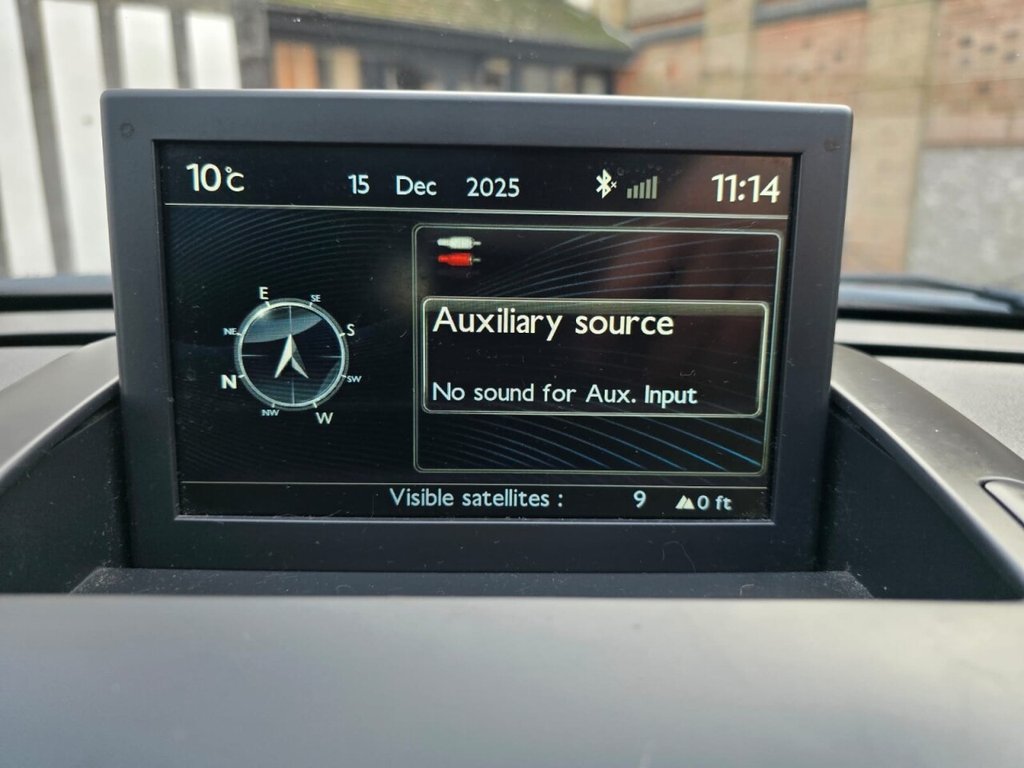 10°C 15 Dec 2025 11:14
E SE
NE S
N SW
NW W
Auxiliary source
No sound for Aux. Input
Visible satellites : 9 0 ft